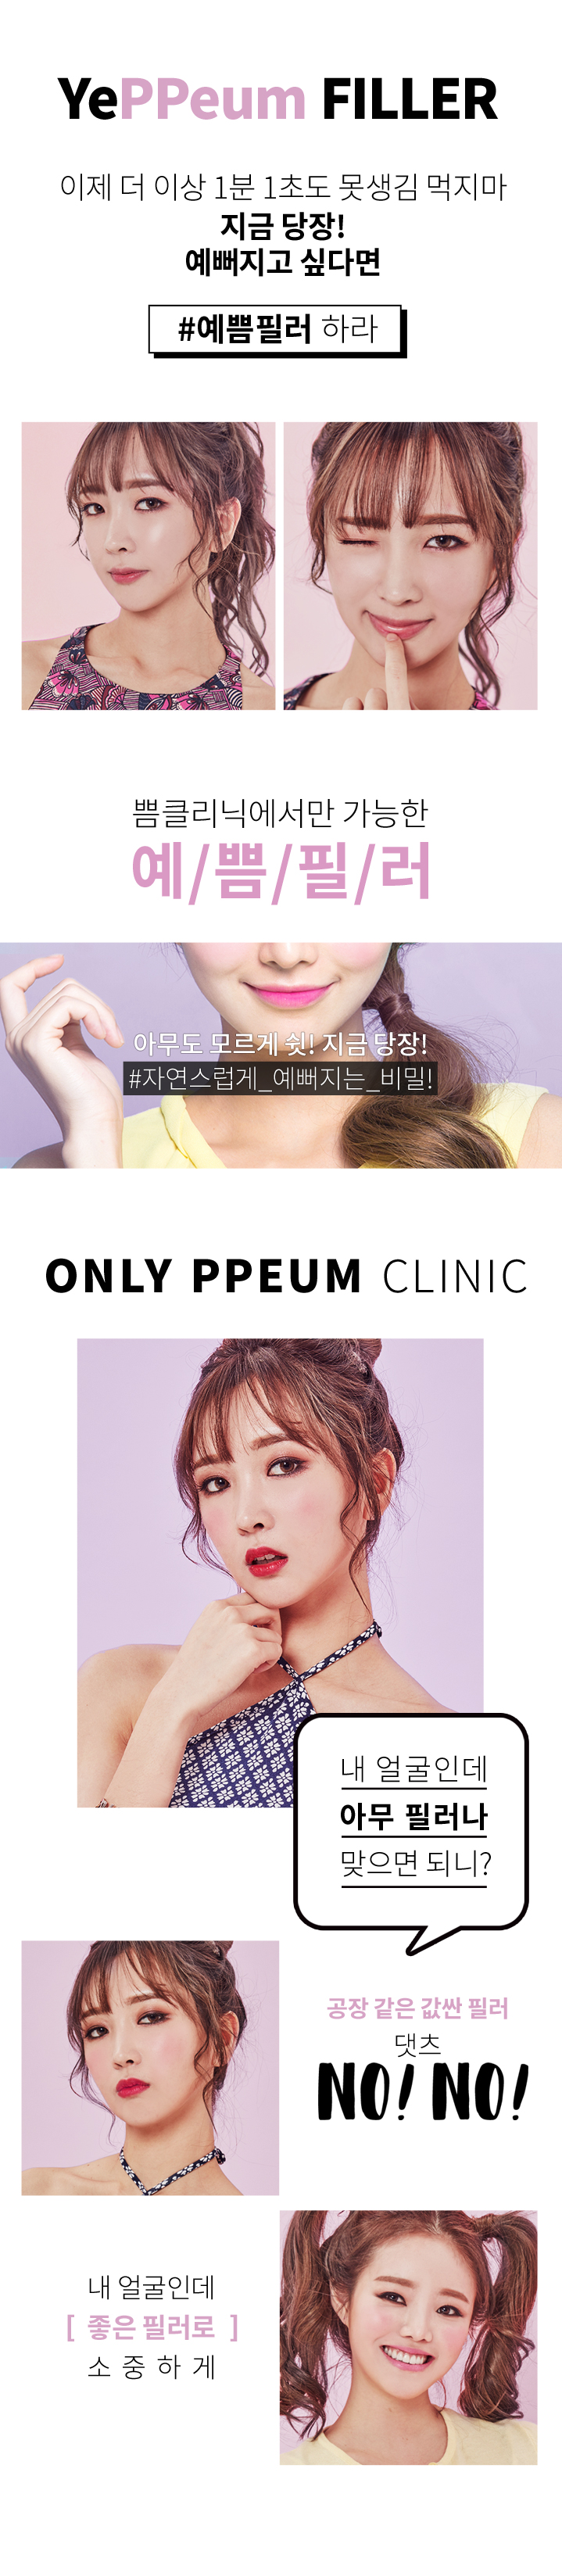 YePPeum FILLER
이제 더 이상 1분 1초도 못생김 먹지마
지금 당장!
예뻐지고 싶다면
#예쁨필러 하라
쁨클리닉에서만 가능한
예/쁨/필/러
아무도 모르게 쉿! 지금 당장!
#자연스럽게_예뻐지는_비밀!
ONLY PPEUM CLINIC
내 얼굴인데
아무 필러나
맞으면 되니?
공장 같은 값싼 필러
댓츠
NO! NO!
내 얼굴인데
[ 좋은 필러로 ]
소 중 하 게